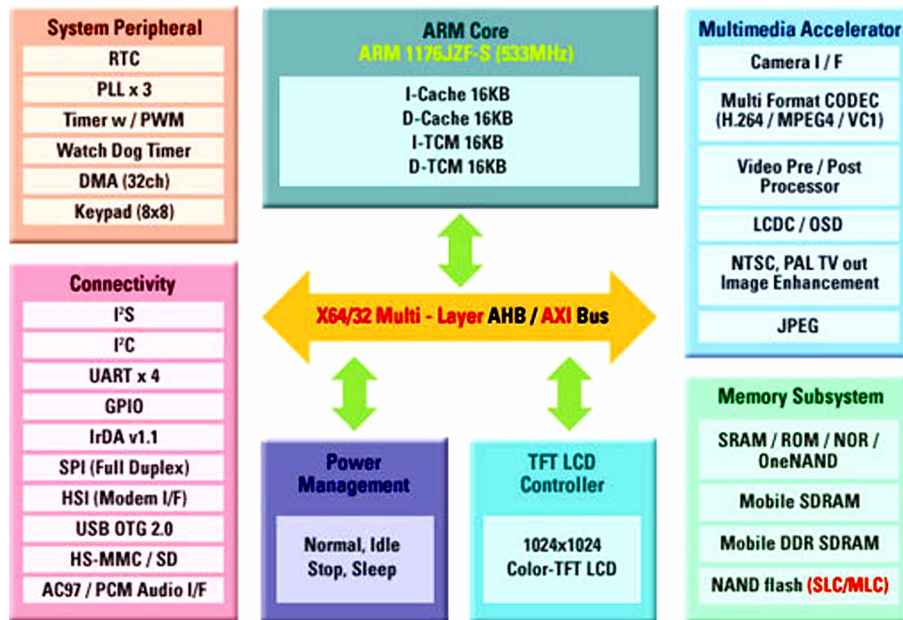 System Peripheral
RTC
PLL x 3
Timer w / PWM
Watch Dog Timer
DMA (32ch)
Keypad (8x8)
Connectivity
I²S
I²C
UART x 4
GPIO
IrDA v1.1
SPI (Full Duplex)
HSI (Modem I/F)
USB OTG 2.0
HS-MMC / SD
AC97 / PCM Audio I/F
ARM Core
ARM 1176JZF-S (533MHz)
I-Cache 16KB
D-Cache 16KB
I-TCM 16KB
D-TCM 16KB
X64/32 Multi - Layer AHB / AXI Bus
Power
Management
Normal, Idle
Stop, Sleep
TFT LCD
Controller
1024x1024
Color-TFT LCD
Multimedia Accelerator
Camera I / F
Multi Format CODEC
(H.264 / MPEG4 / VC1)
Video Pre / Post
Processor
LCDC / OSD
NTSC, PAL TV out
Image Enhancement
JPEG
Memory Subsystem
SRAM / ROM / NOR /
OneNAND
Mobile SDRAM
Mobile DDR SDRAM
NAND flash (SLC/MLC)